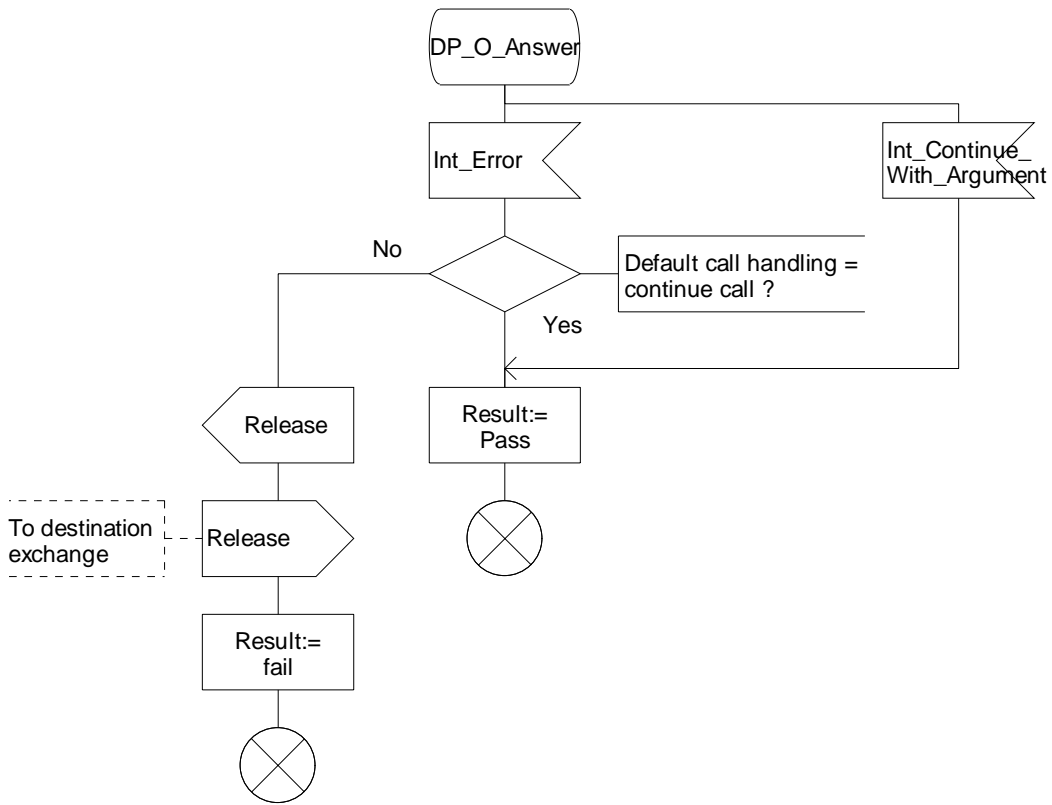 DP_O_Answer
Int_Error
Int_Continue_
With_Argument
No
Default call handling =
continue call ?
Yes
Release
Result:=
Pass
To destination
exchange
Release
Result:=
fail